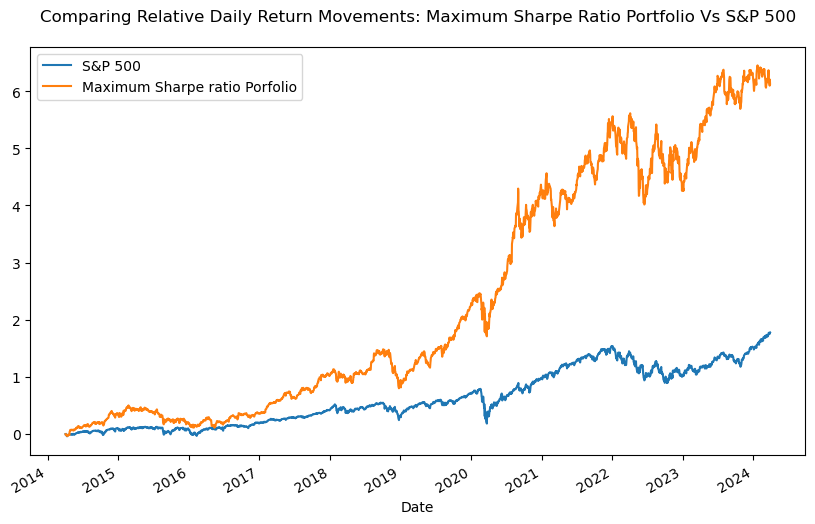 Comparing Relative Daily Return Movements: Maximum Sharpe Ratio Portfolio Vs S&P 500
S&P 500
Maximum Sharpe ratio Porfolio
6
5
4
3
2
1
0
2014 2015 2016 2017 2018 2019 2020 2021 2022 2023 2024
Date